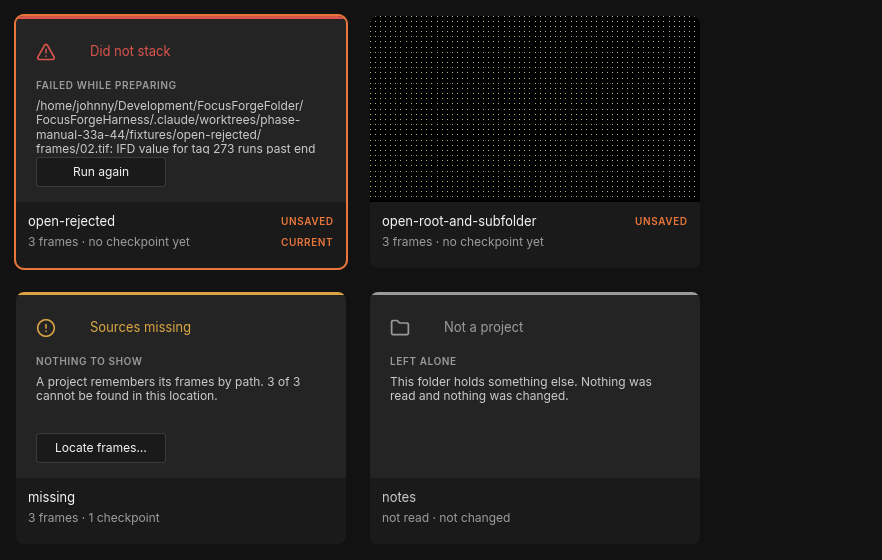 Did not stack
FAILED WHILE PREPARING
/home/johnny/Development/FocusForgeFolder/
FocusForgeHarness/.claude/worktrees/phase-
manual-33a-44/fixtures/open-rejected/
frames/02.tif: IFD value for tag 273 runs past end
Run again
open-rejected
UNSAVED
3 frames · no checkpoint yet
CURRENT
open-root-and-subfolder
UNSAVED
3 frames · no checkpoint yet
Sources missing
NOTHING TO SHOW
A project remembers its frames by path. 3 of 3
cannot be found in this location.
Locate frames...
missing
3 frames · 1 checkpoint
Not a project
LEFT ALONE
This folder holds something else. Nothing was
read and nothing was changed.
notes
not read · not changed